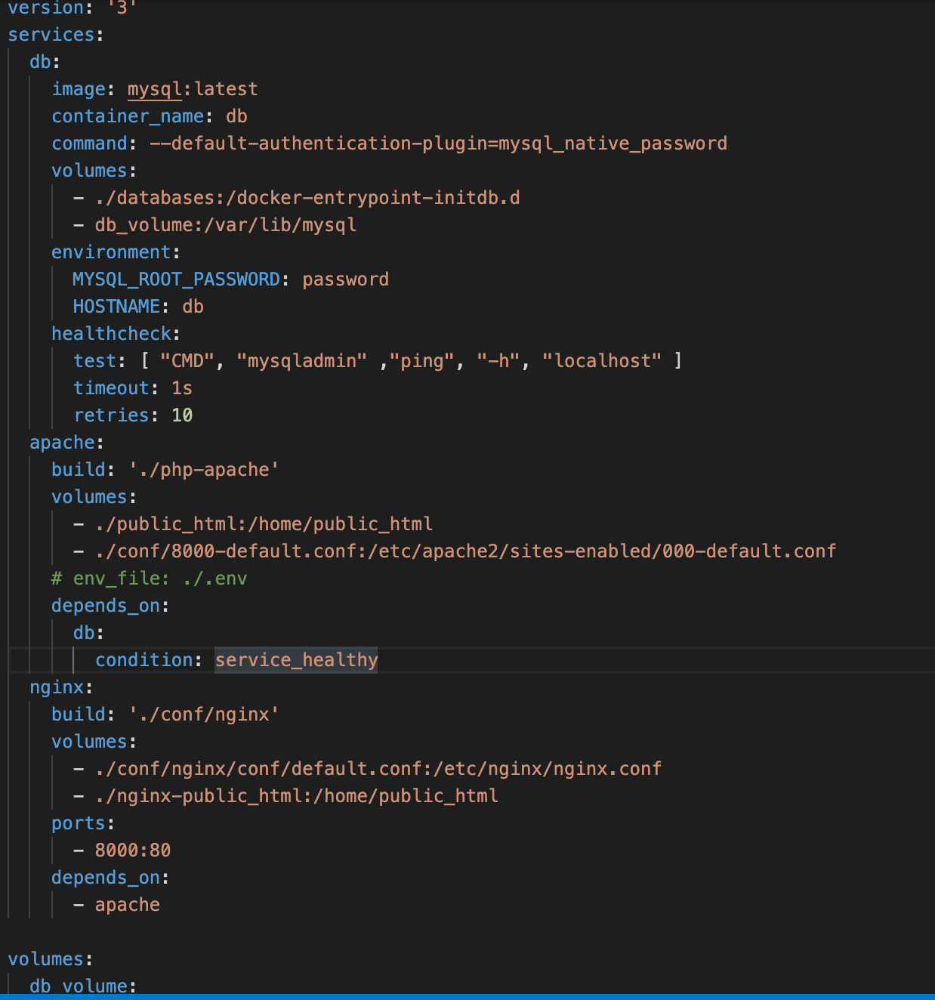 version: '3'
services:
  db:
    image: mysql:latest
    container_name: db
    command: --default-authentication-plugin=mysql_native_password
    volumes:
      - ./databases:/docker-entrypoint-initdb.d
      - db_volume:/var/lib/mysql
    environment:
      MYSQL_ROOT_PASSWORD: password
      HOSTNAME: db
    healthcheck:
      test: [ "CMD", "mysqladmin" ,"ping", "-h", "localhost" ]
      timeout: 1s
      retries: 10
  apache:
    build: './php-apache'
    volumes:
      - ./public_html:/home/public_html
      - ./conf/8000-default.conf:/etc/apache2/sites-enabled/000-default.conf
    # env_file: ./.env
    depends_on:
      db:
        condition: service_healthy
  nginx:
    build: './conf/nginx'
    volumes:
      - ./conf/nginx/conf/default.conf:/etc/nginx/nginx.conf
      - ./nginx-public_html:/home/public_html
    ports:
      - 8000:80
    depends_on:
      - apache

volumes:
  db_volume: